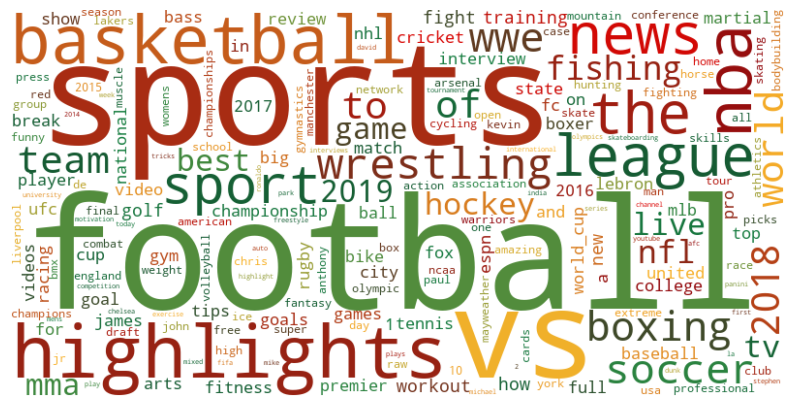 show
season
lakers
bass
review
nhl
fight
training
mountain
conference
martial
basketball
in
cricket
wwe
case
news
press
2015
david
interview
sports
red
week
network
arsenal
fishing
state
home
horse
nba
skating
bodybuilding
group
2014
womens
2017
championships
gymnastics
manchester
tournament
to
of
open
fighting
hunting
the
break
national
muscle
game
cycling
kevin
fc
on
skate
all
funny
school
boxer
olympics
skateboarding
skills
world
team
tricks
best
big
interviews
wrestling
match
international
league
athletics
player
de
video
sport
ronaldo
2019
park
action
association
india
2016
lebron
man
tour
university
ufc
final
golf
championship
ball
hockey
and
channel
pro
liverpool
motivation
today
american
freestyle
warriors
one
series
live
mlb
picks
football
videos
racing
combat
cup
gym
auto
box
fox
espn
amazing
world_cup
new
youtube
nfl
top
bmx
england
weight
volleyball
chris
highlight
rugby
anthony
bike
city
ncaa
paul
a
united
afc
race
2018
competition
goal
olympic
college
panini
champions
chelsea
tips
fantasy
mayweather
extreme
first
for
james
draft
exercise
john
free
goals
super
games
day
1
tennis
vs
boxing
tv
highlights
mens
jr
ice
high
fifa
mike
plays
raw
10
cards
2
baseball
soccer
la
club
dunk
mma
play
arts
mixed
fitness
premier
workout
michael
how
york
full
usa
professional
stephen